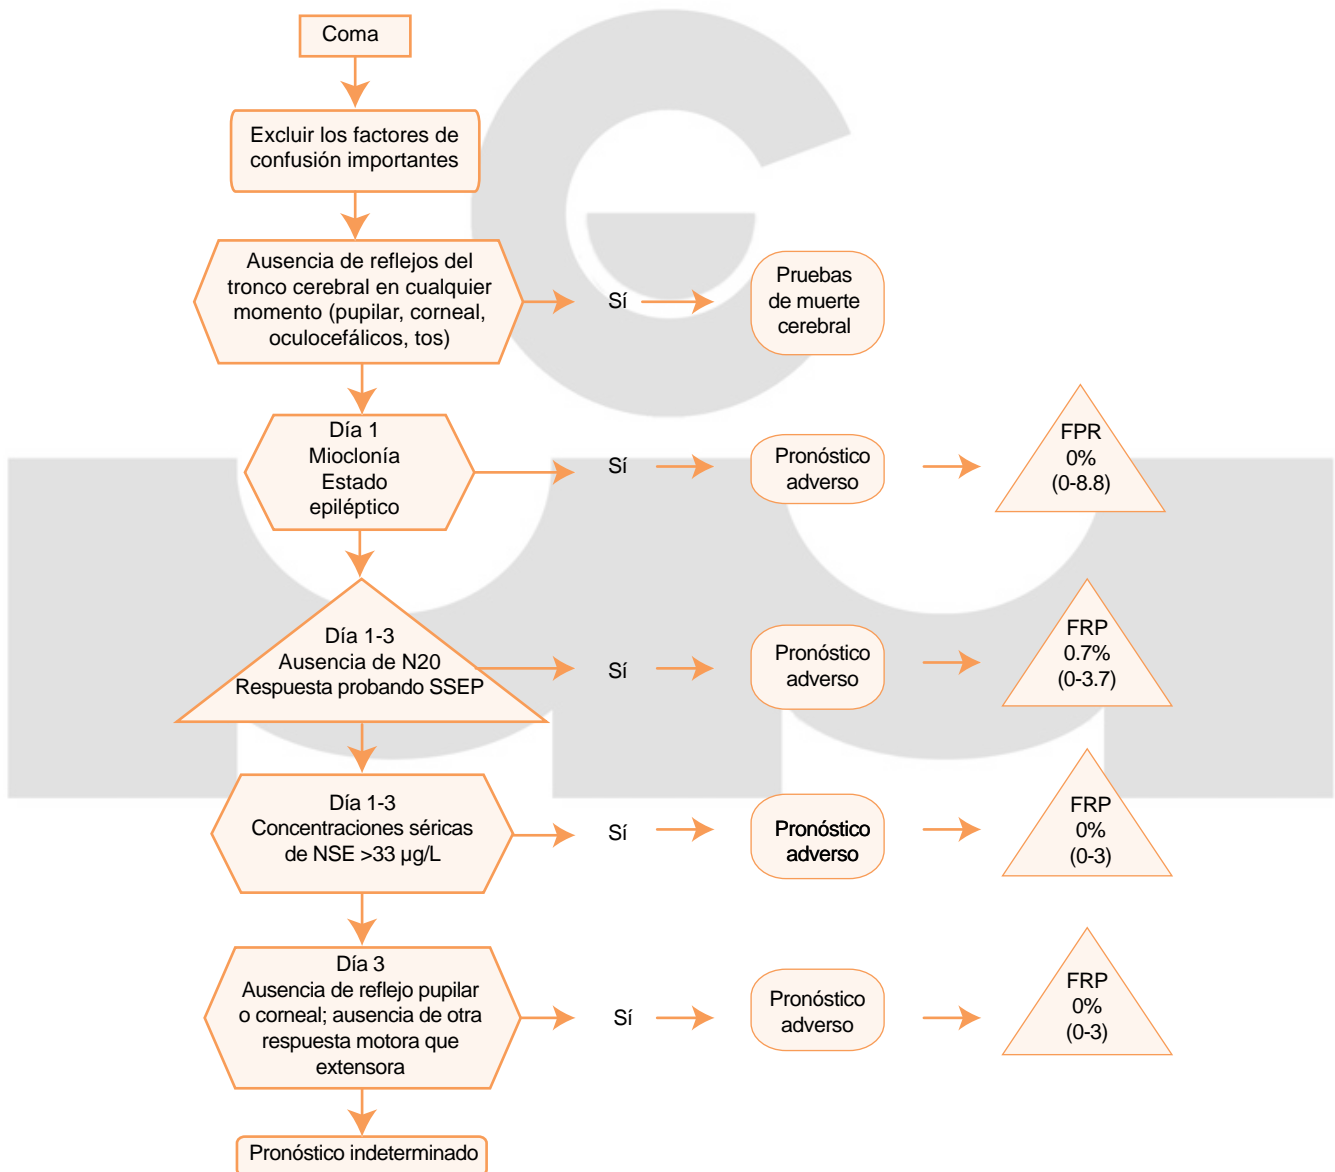 Coma
Excluir los factores de
confusión importantes
Ausencia de reflejos del
tronco cerebral en cualquier
momento (pupilar, corneal,
oculocefálicos, tos)
Sí
Pruebas
de muerte
cerebral
Día 1
Mioclonía
Estado
epiléptico
Sí
Pronóstico
adverso
FPR
0%
(0-8.8)
Día 1-3
Ausencia de N20
Respuesta probando SSEP
Sí
Pronóstico
adverso
FRP
0.7%
(0-3.7)
Día 1-3
Concentraciones séricas
de NSE >33 µg/L
Sí
Pronóstico
adverso
FRP
0%
(0-3)
Día 3
Ausencia de reflejo pupilar
o corneal; ausencia de otra
respuesta motora que
extensora
Sí
Pronóstico
adverso
FRP
0%
(0-3)
Pronóstico indeterminado